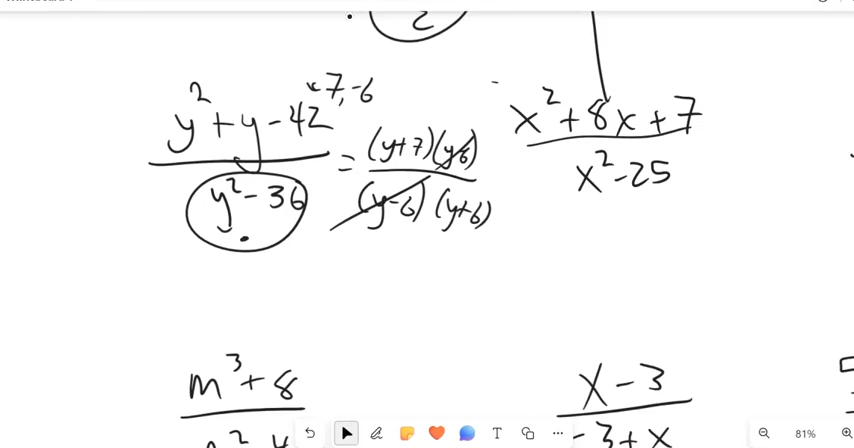 2
y² + y - 42
7, -6
y² - 36
= (y+7)(y-6)
(y-6)(y+6)
x² + 8x + 7
x² - 25
m³ + 8
x - 3
- 3 + x
T
81%